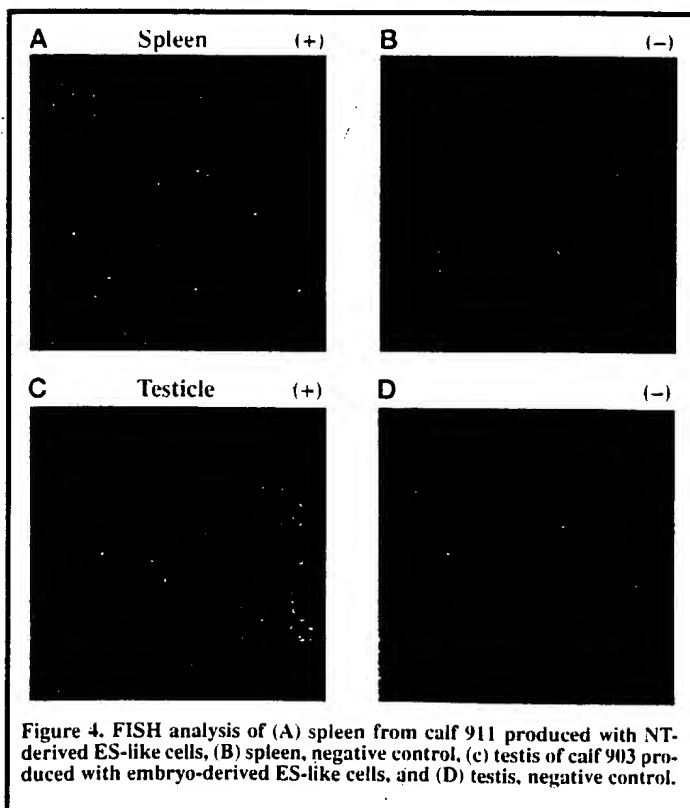 A Spleen (+) B (−)
C Testicle (+) D (−)
Figure 4. FISH analysis of (A) spleen from calf 911 produced with NT-
derived ES-like cells, (B) spleen, negative control, (c) testis of calf 903 pro-
duced with embryo-derived ES-like cells, and (D) testis, negative control.